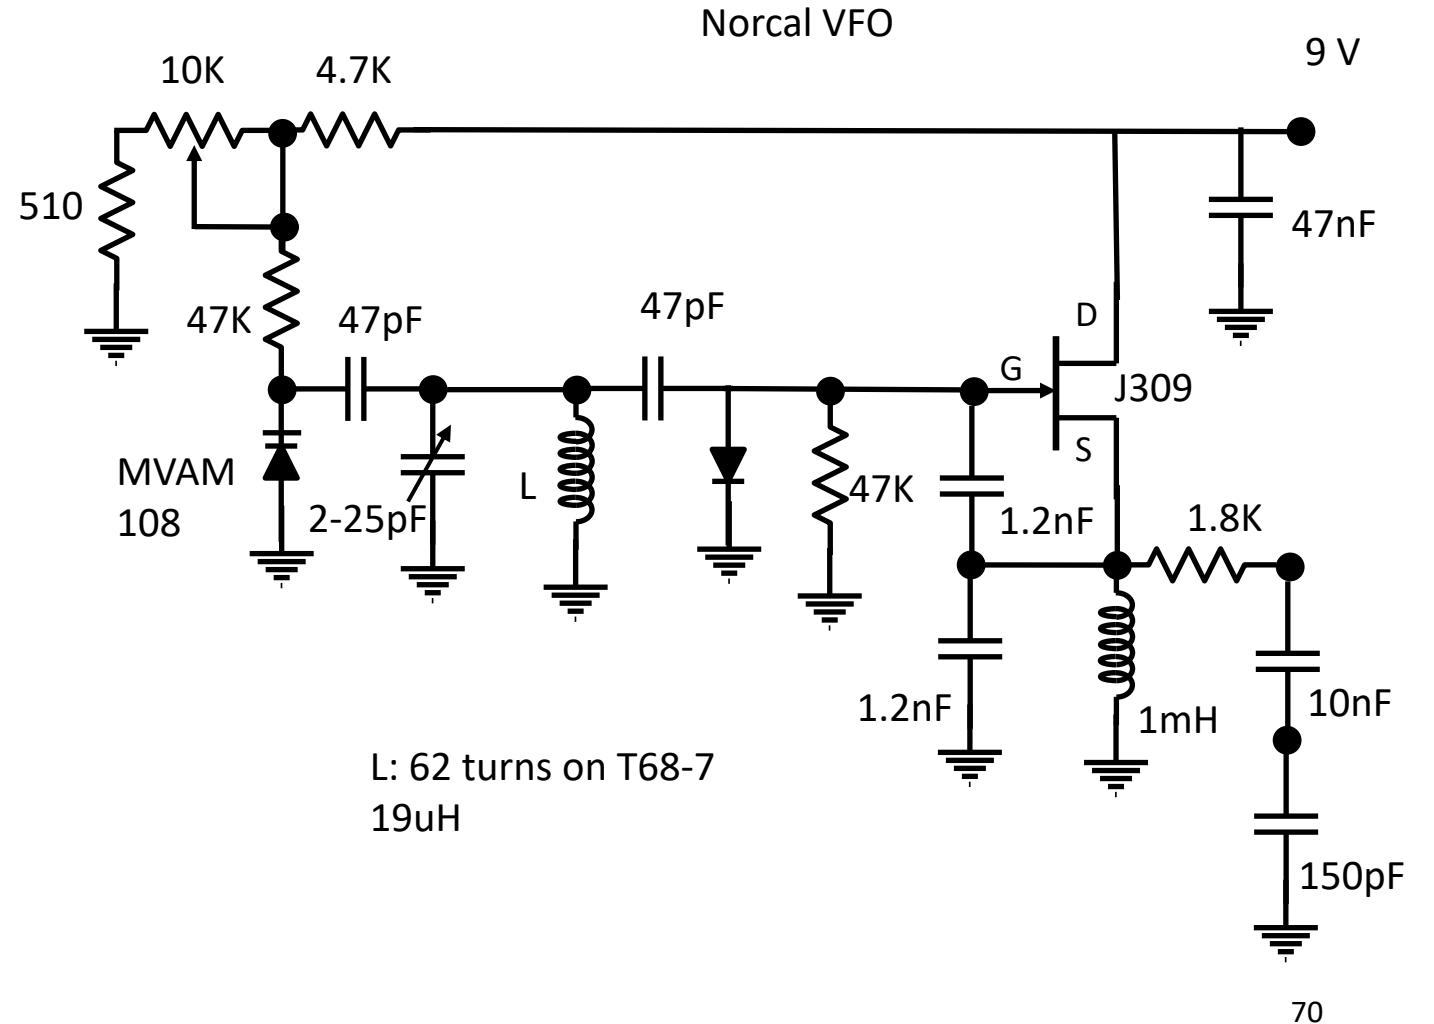 Norcal VFO
9 V
10K
4.7K
510
47nF
47K
47pF
47pF
D
G
J309
S
MVAM
108
2-25pF
L
47K
1.2nF
1.8K
1.2nF
1mH
10nF
L: 62 turns on T68-7
19uH
150pF
70